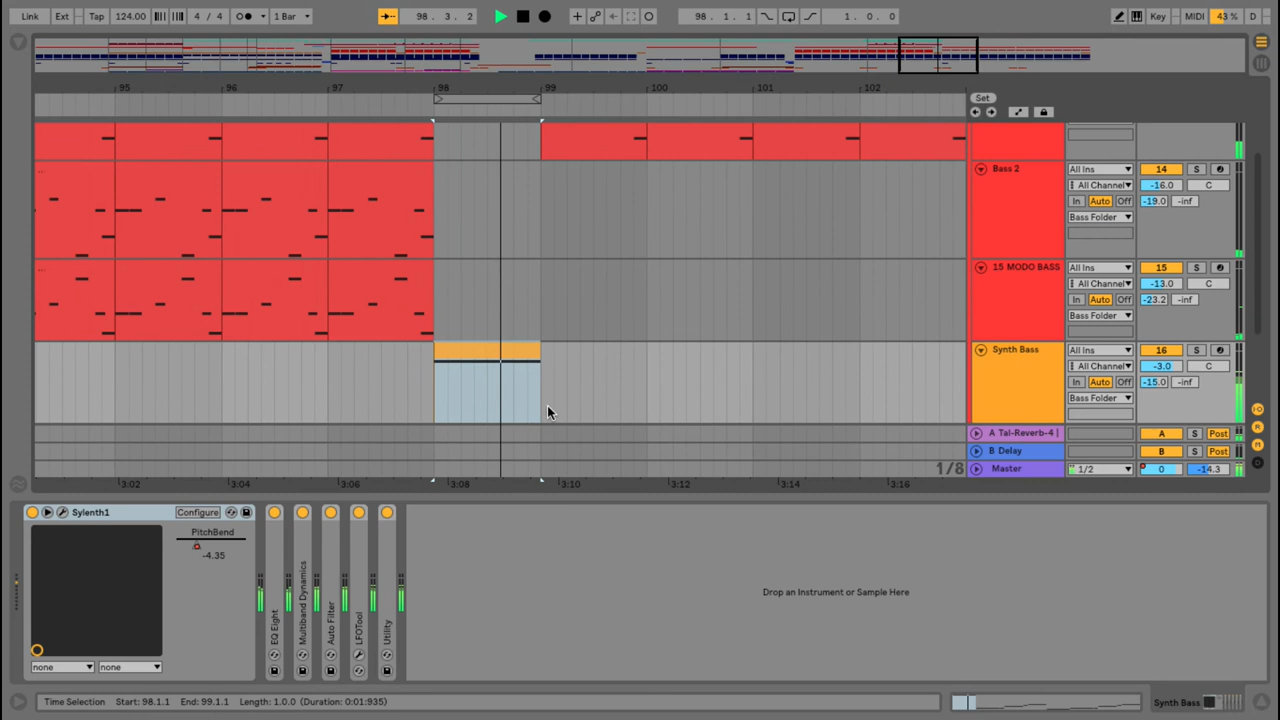 Link Ext Tap 124.00 4 / 4 1 Bar 98 . 3 . 2 98 . 1 . 1 1 . 0 . 0 Key MIDI 43 % D
95 96 97 98 99 100 101 102 Set
Bass 2 All Ins 14 S
All Channel -16.0 C
In Auto Off -19.0 -inf
Bass Folder
15 MODO BASS All Ins 15 S
All Channel -13.0 C
In Auto Off -23.2 -inf
Bass Folder
Synth Bass All Ins 16 S
All Channel -3.0 C
In Auto Off -15.0 -inf
Bass Folder
A Tal-Reverb-4 | A S Post
B Delay B S Post
1/8 Master 1/2 0 -14.3
3:02 3:04 3:06 3:08 3:10 3:12 3:14 3:16
Sylenth1 Configure
PitchBend
-4.35
none none
EQ Eight
Multiband Dynamics
Auto Filter
LFOTool
Utility
Drop an Instrument or Sample Here
Time Selection Start: 98.1.1 End: 99.1.1 Length: 1.0.0 (Duration: 0:01:935) Synth Bass